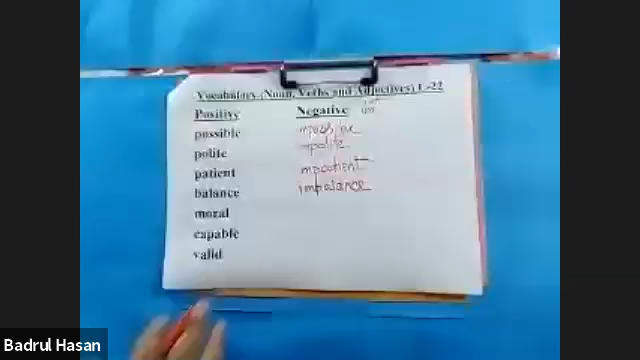 Vocabulary (Noun, Verbs and Adjectives) L-22
Positive Negative
possible
polite impolite
patient impatient
balance imbalance
moral
capable
valid
Badrul Hasan